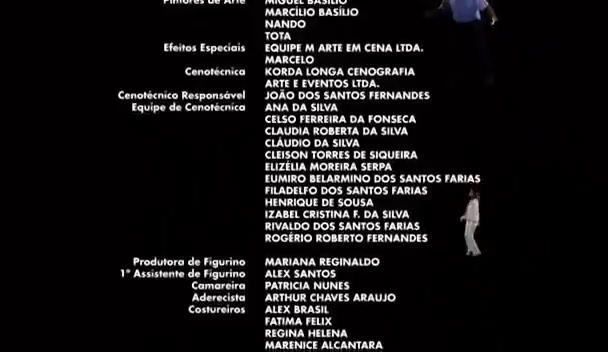 Pintores de Arte MIGUEL BASÍLIO
MARCÍLIO BASÍLIO
NANDO
TOTA
Efeitos Especiais EQUIPE M ARTE EM CENA LTDA.
MARCELO
Cenotécnica KORDA LONGA CENOGRAFIA
ARTE E EVENTOS LTDA.
Cenotécnico Responsável JOÃO DOS SANTOS FERNANDES
Equipe de Cenotécnica ANA DA SILVA
CELSO FERREIRA DA FONSECA
CLAUDIA ROBERTA DA SILVA
CLÁUDIO DA SILVA
CLEISON TORRES DE SIQUEIRA
ELIZÉLIA MOREIRA SERPA
EUMIRO BELARMINO DOS SANTOS FARIAS
FILADELFO DOS SANTOS FARIAS
HENRIQUE DE SOUSA
IZABEL CRISTINA F. DA SILVA
RIVALDO DOS SANTOS FARIAS
ROGÉRIO ROBERTO FERNANDES
Produtora de Figurino MARIANA REGINALDO
1ª Assistente de Figurino ALEX SANTOS
Camareira PATRICIA NUNES
Aderecista ARTHUR CHAVES ARAUJO
Costureiros ALEX BRASIL
FATIMA FELIX
REGINA HELENA
MARENICE ALCANTARA